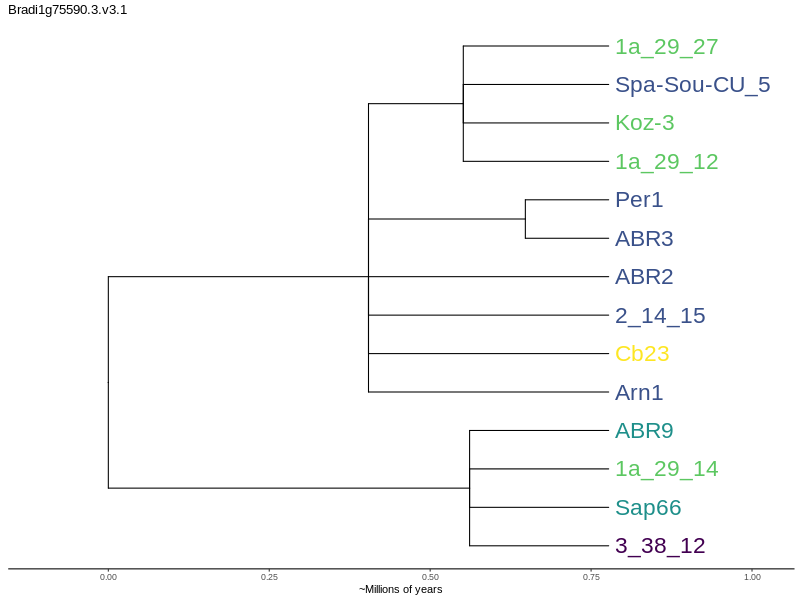 Bradi1g75590.3.v3.1
1a_29_27
Spa-Sou-CU_5
Koz-3
1a_29_12
Per1
ABR3
ABR2
2_14_15
Cb23
Arn1
ABR9
1a_29_14
Sap66
3_38_12
0.00 0.25 0.50 0.75 1.00
~Millions of years